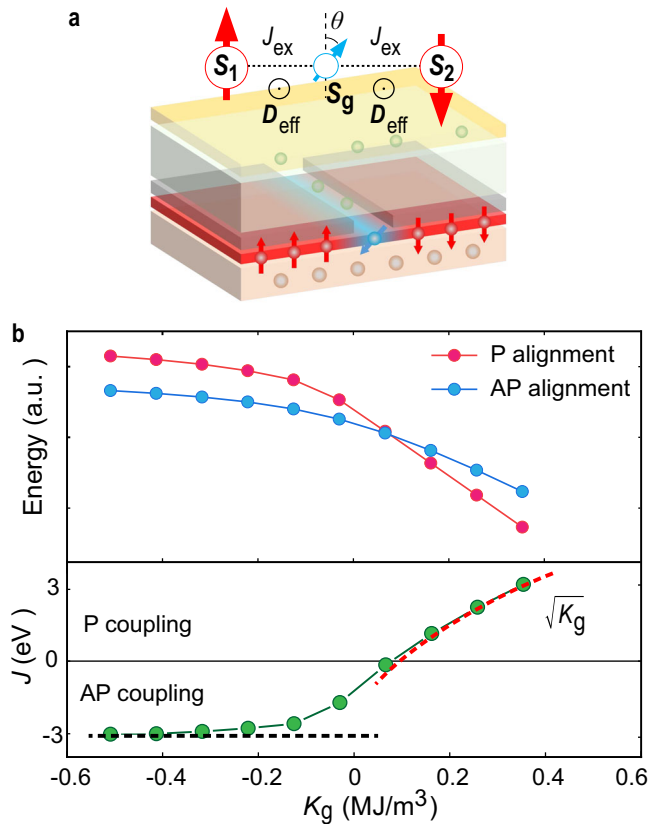 a
θ
J_ex J_ex
S_1 S_g S_2
D_eff D_eff
b
P alignment
AP alignment
Energy (a.u.)
3
P coupling
√K_g
J (eV)
0
AP coupling
-3
-0.6 -0.4 -0.2 0 0.2 0.4 0.6
K_g (MJ/m³)